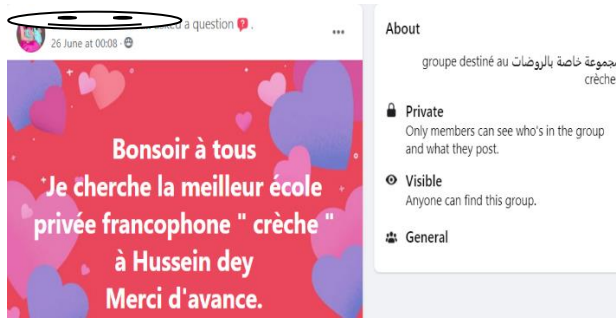 asked a question
26 June at 00:08
Bonsoir à tous
Je cherche la meilleur école
privée francophone " crèche "
à Hussein dey
Merci d'avance.
About
groupe destiné au مجموعة خاصة بالروضات
crèche
Private
Only members can see who's in the group
and what they post.
Visible
Anyone can find this group.
General